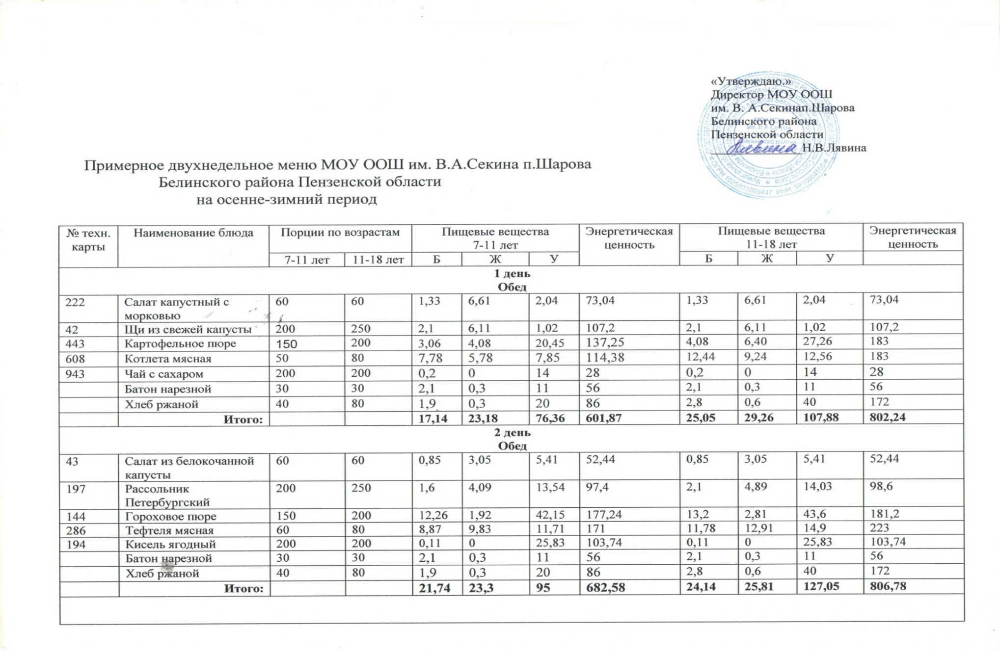 «Утверждаю.»
Директор МОУ ООШ
им. В. А.Секинап.Шарова
Белинского района
Пензенской области
Н.В.Лявина
Примерное двухнедельное меню МОУ ООШ им. В.А.Секина п.Шарова
Белинского района Пензенской области
на осенне-зимний период
№ техн. карты Наименование блюда Порции по возрастам Пищевые вещества 7-11 лет Энергетическая ценность Пищевые вещества 11-18 лет Энергетическая ценность
7-11 лет 11-18 лет Б Ж У Б Ж У
1 день
Обед
222 Салат капустный с морковью 60 60 1,33 6,61 2,04 73,04 1,33 6,61 2,04 73,04
42 Щи из свежей капусты 200 250 2,1 6,11 1,02 107,2 2,1 6,11 1,02 107,2
443 Картофельное пюре 150 200 3,06 4,08 20,45 137,25 4,08 6,40 27,26 183
608 Котлета мясная 50 80 7,78 5,78 7,85 114,38 12,44 9,24 12,56 183
943 Чай с сахаром 200 200 0,2 0 14 28 0,2 0 14 28
Батон нарезной 30 30 2,1 0,3 11 56 2,1 0,3 11 56
Хлеб ржаной 40 80 1,9 0,3 20 86 2,8 0,6 40 172
Итого: 17,14 23,18 76,36 601,87 25,05 29,26 107,88 802,24
2 день
Обед
43 Салат из белокочанной капусты 60 60 0,85 3,05 5,41 52,44 0,85 3,05 5,41 52,44
197 Рассольник Петербургский 200 250 1,6 4,09 13,54 97,4 2,1 4,89 14,03 98,6
144 Гороховое пюре 150 200 12,26 1,92 42,15 177,24 13,2 2,81 43,6 181,2
286 Тефтеля мясная 60 80 8,87 9,83 11,71 171 11,78 12,91 14,9 223
194 Кисель ягодный 200 200 0,11 0 25,83 103,74 0,11 0 25,83 103,74
Батон нарезной 30 30 2,1 0,3 11 56 2,1 0,3 11 56
Хлеб ржаной 40 80 1,9 0,3 20 86 2,8 0,6 40 172
Итого: 21,74 23,3 95 682,58 24,14 25,81 127,05 806,78
ОГРН 1025801069447 ИНН 5810004550